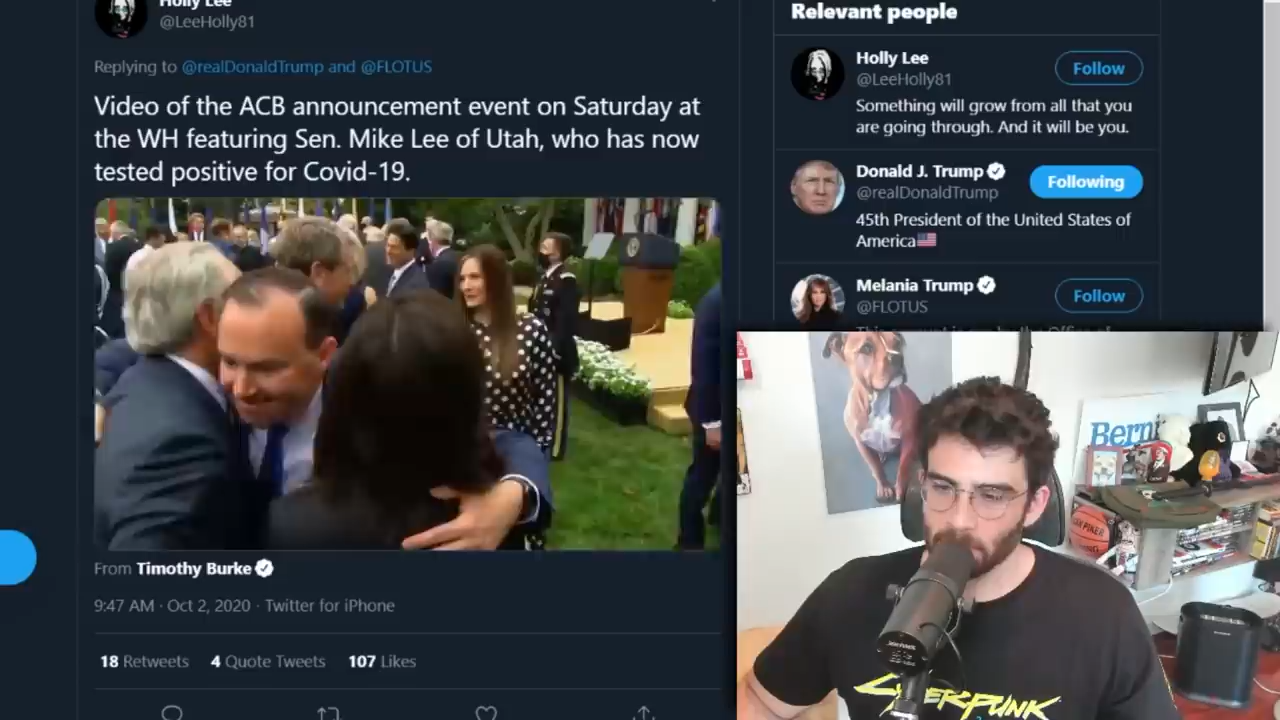 Holly Lee
@LeeHolly81
Replying to @realDonaldTrump and @FLOTUS
Video of the ACB announcement event on Saturday at
the WH featuring Sen. Mike Lee of Utah, who has now
tested positive for Covid-19.
From Timothy Burke
9:47 AM · Oct 2, 2020 · Twitter for iPhone
18 Retweets 4 Quote Tweets 107 Likes
Relevant people
Holly Lee
@LeeHolly81
Follow
Something will grow from all that you
are going through. And it will be you.
Donald J. Trump
@realDonaldTrump
Following
45th President of the United States of
America🇺🇸
Melania Trump
@FLOTUS
Follow
Bern
PIKER
CYBERPUNK